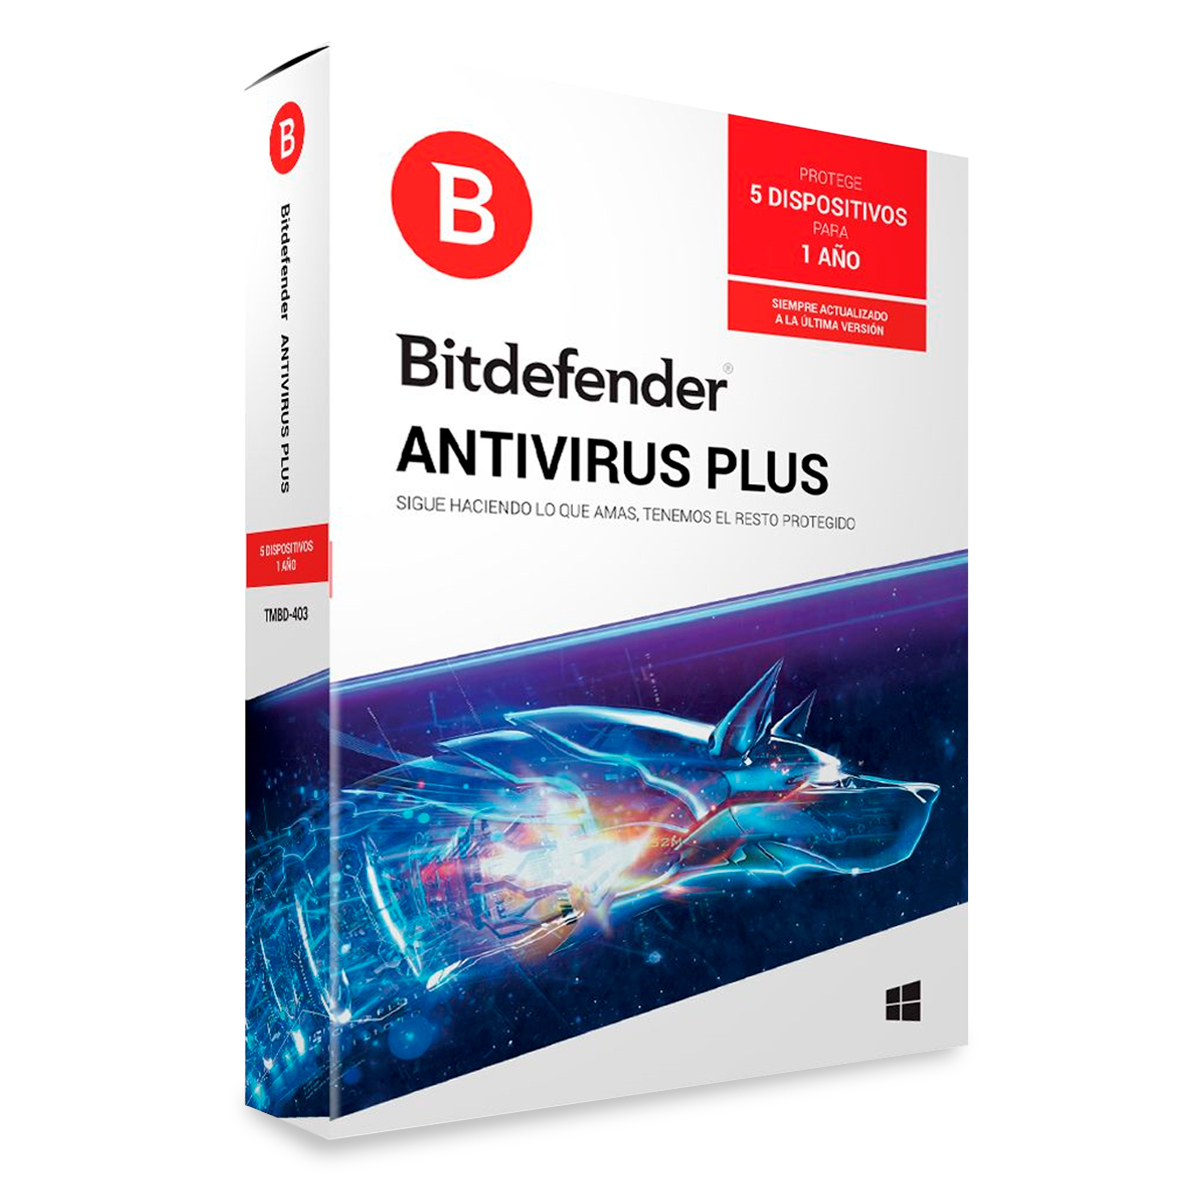 B
Bitdefender ANTIVIRUS PLUS
5 DISPOSITIVOS
1 AÑO
TMBD-403
B
PROTEGE
5 DISPOSITIVOS
PARA
1 AÑO
SIEMPRE ACTUALIZADO
A LA ÚLTIMA VERSIÓN
Bitdefender®
ANTIVIRUS PLUS
SIGUE HACIENDO LO QUE AMAS, TENEMOS EL RESTO PROTEGIDO